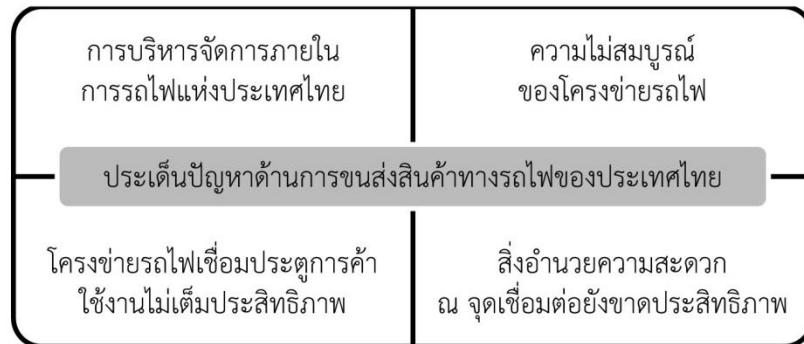 การบริหารจัดการภายใน
การรถไฟแห่งประเทศไทย
ความไม่สมบูรณ์
ของโครงข่ายรถไฟ
ประเด็นปัญหาด้านการขนส่งสินค้าทางรถไฟของประเทศไทย
โครงข่ายรถไฟเชื่อมประตูการค้า
ใช้งานไม่เต็มประสิทธิภาพ
สิ่งอำนวยความสะดวก
ณ จุดเชื่อมต่อยังขาดประสิทธิภาพ